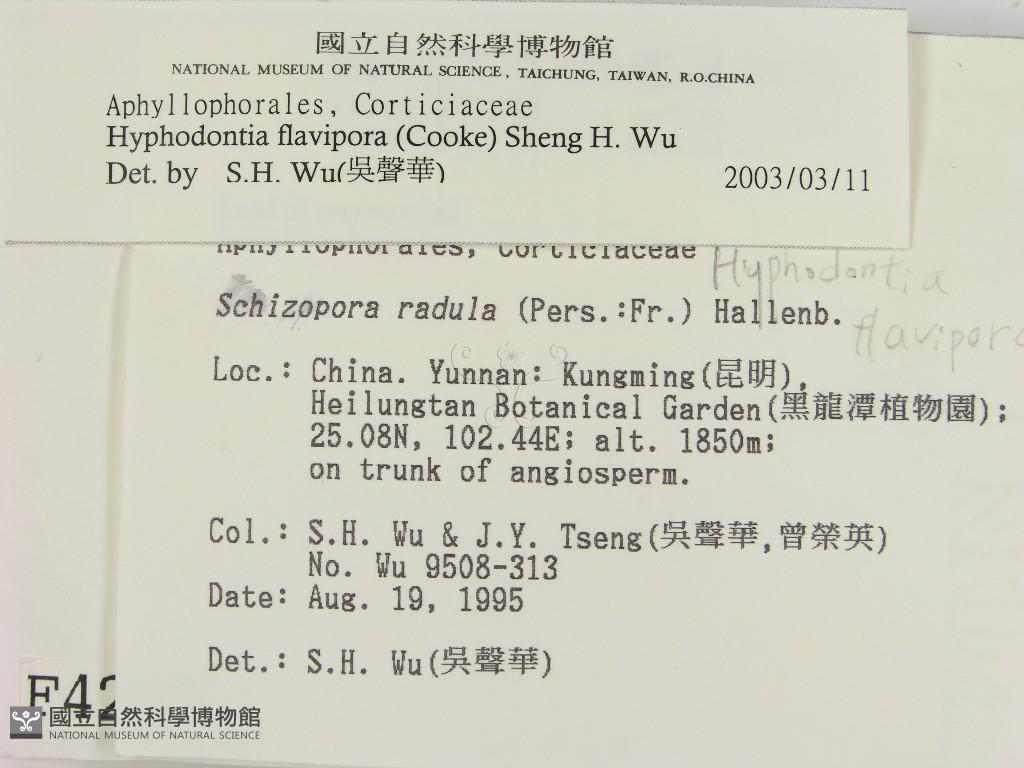 國立自然科學博物館
NATIONAL MUSEUM OF NATURAL SCIENCE, TAICHUNG, TAIWAN, R.O.CHINA
Aphyllophorales, Corticiaceae
Hyphodontia flavipora (Cooke) Sheng H. Wu
Det. by S.H. Wu(吳聲華)
2003/03/11
Aphyllophorales, Corticiaceae
Hyphodontia
flavipora
Schizopora radula (Pers.:Fr.) Hallenb.
Loc.: China. Yunnan: Kungming(昆明),
Heilungtan Botanical Garden(黑龍潭植物園);
25.08N, 102.44E; alt. 1850m;
on trunk of angiosperm.
Col.: S.H. Wu & J.Y. Tseng(吳聲華,曾榮英)
No. Wu 9508-313
Date: Aug. 19, 1995
Det.: S.H. Wu(吳聲華)
F42
國立自然科學博物館
NATIONAL MUSEUM OF NATURAL SCIENCE